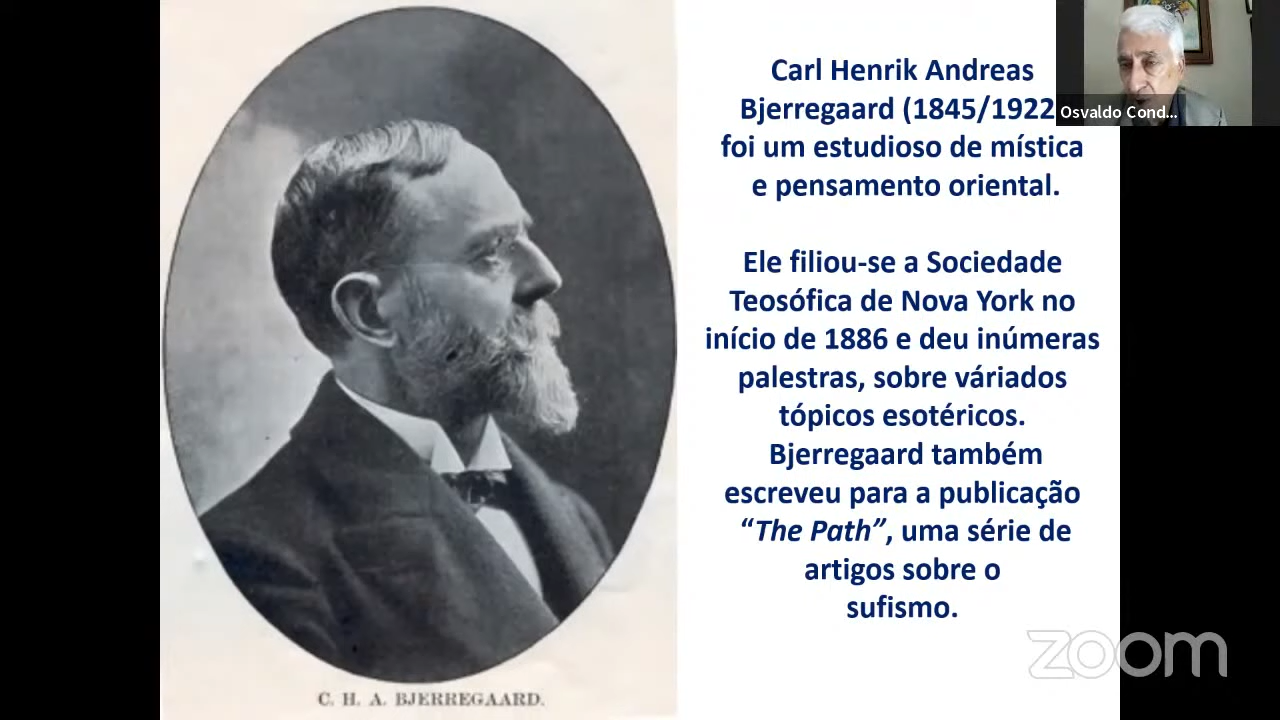 Carl Henrik Andreas
Bjerregaard (1845/1922
foi um estudioso de mística
e pensamento oriental.
Ele filiou-se a Sociedade
Teosófica de Nova York no
início de 1886 e deu inúmeras
palestras, sobre váriados
tópicos esotéricos.
Bjerregaard também
escreveu para a publicação
“The Path”, uma série de
artigos sobre o
sufismo.
C. H. A. BJERREGAARD.
Osvaldo Cond...
zoom